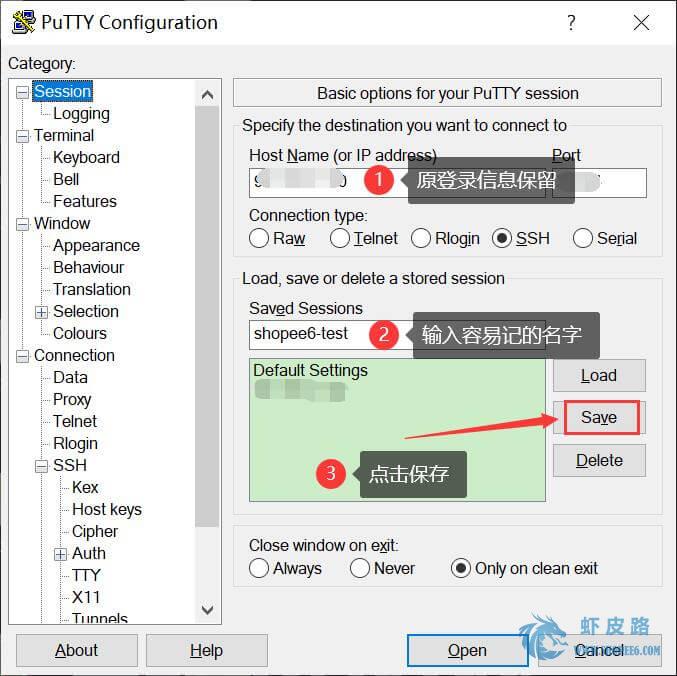 PuTTY Configuration
?
Category:
Session
Logging
Terminal
Keyboard
Bell
Features
Window
Appearance
Behaviour
Translation
Selection
Colours
Connection
Data
Proxy
Telnet
Rlogin
SSH
Kex
Host keys
Cipher
Auth
TTY
X11
Tunnels
Basic options for your PuTTY session
Specify the destination you want to connect to
Host Name (or IP address)
Port
1 原登录信息保留
Connection type:
Raw Telnet Rlogin SSH Serial
Load, save or delete a stored session
Saved Sessions
shopee6-test
2 输入容易记的名字
Default Settings
Load
Save
Delete
3 点击保存
Close window on exit:
Always Never Only on clean exit
About Help Open Cancel
虾皮路